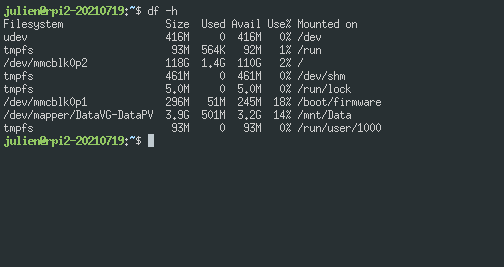 julien@rpi2-20210719:~$ df -h
Filesystem Size Used Avail Use% Mounted on
udev 416M 0 416M 0% /dev
tmpfs 93M 564K 92M 1% /run
/dev/mmcblk0p2 118G 1.4G 110G 2% /
tmpfs 461M 0 461M 0% /dev/shm
tmpfs 5.0M 0 5.0M 0% /run/lock
/dev/mmcblk0p1 296M 51M 245M 18% /boot/firmware
/dev/mapper/DataVG-DataPV 3.9G 501M 3.2G 14% /mnt/Data
tmpfs 93M 0 93M 0% /run/user/1000
julien@rpi2-20210719:~$